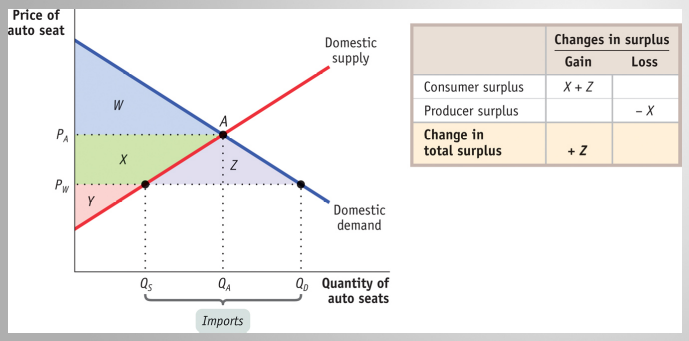 Price of
auto seat
Domestic
supply
W
A
P_A
X
Z
P_W
Y
Domestic
demand
Q_S
Q_A
Q_D
Quantity of
auto seats
Imports
Changes in surplus
Gain
Loss
Consumer surplus
X + Z
Producer surplus
– X
Change in
total surplus
+ Z